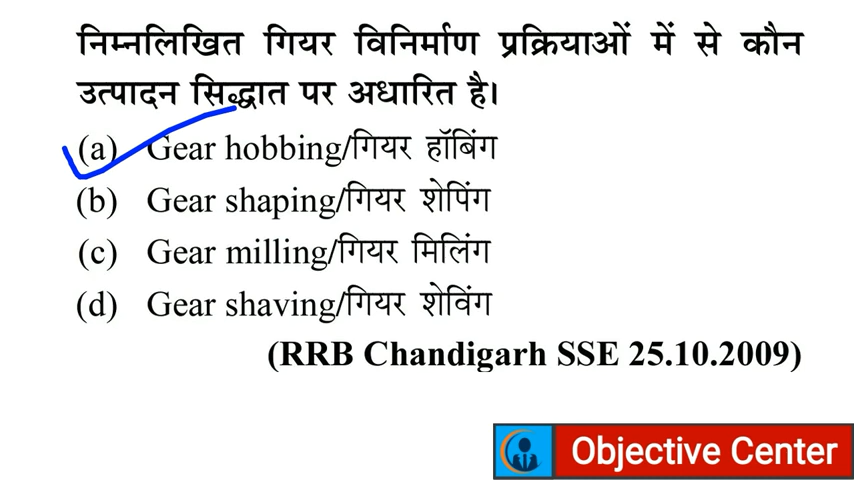 निम्नलिखित गियर विनिर्माण प्रक्रियाओं में से कौन
उत्पादन सिद्धात पर अधारित है।
(a) Gear hobbing/गियर हॉबिंग
(b) Gear shaping/गियर शेपिंग
(c) Gear milling/गियर मिलिंग
(d) Gear shaving/गियर शेविंग
(RRB Chandigarh SSE 25.10.2009)
Objective Center